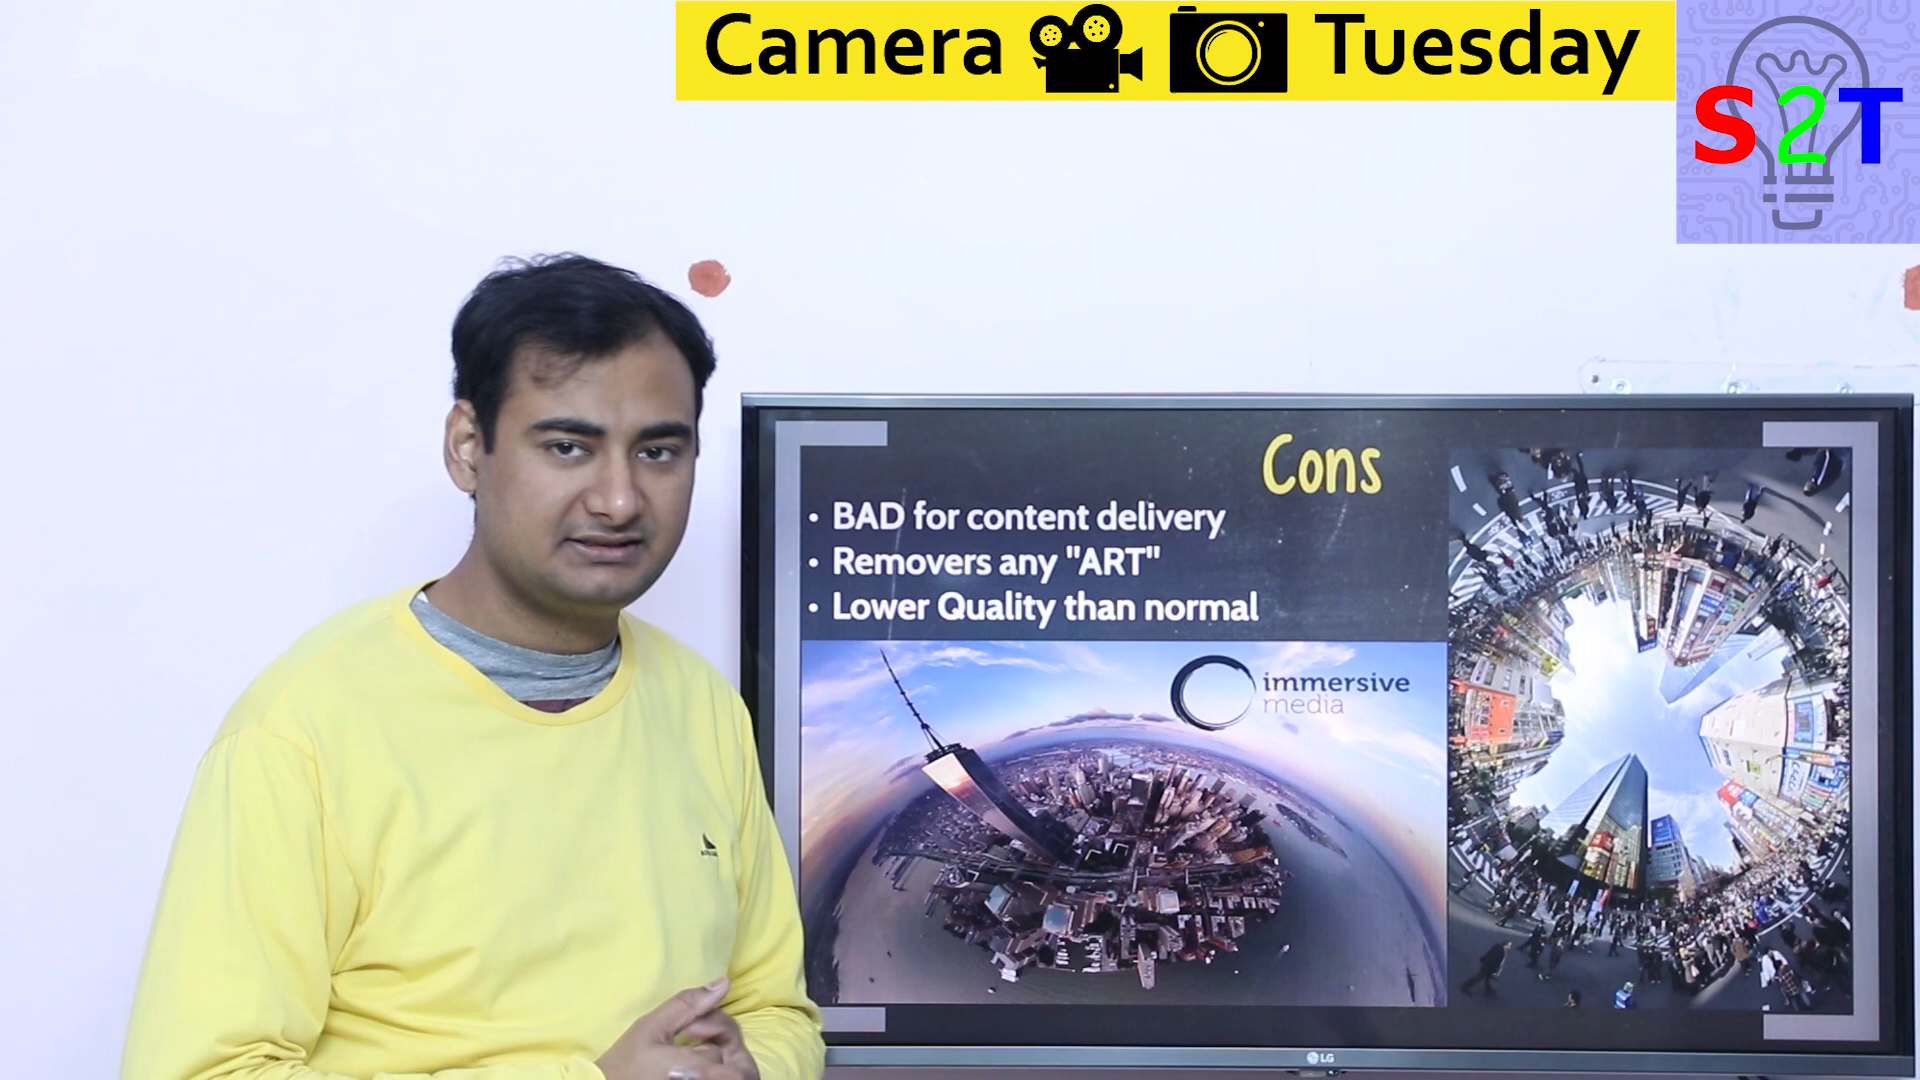 Camera Tuesday
S2T
Cons
• BAD for content delivery
• Removers any "ART"
• Lower Quality than normal
immersive
media
LG